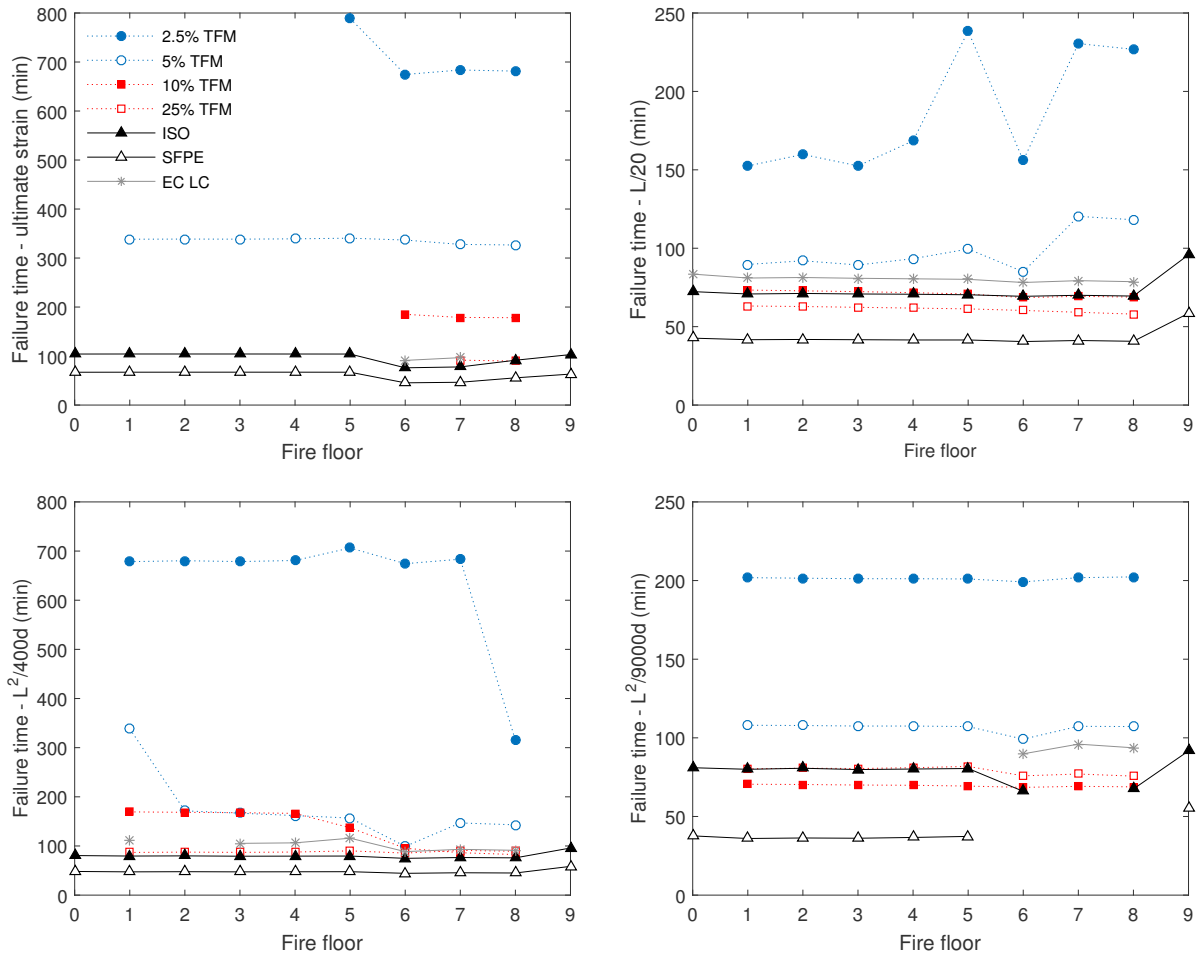 Failure time - ultimate strain (min)
800
700
600
500
400
300
200
100
0
2.5% TFM
5% TFM
10% TFM
25% TFM
ISO
SFPE
EC LC
0 1 2 3 4 5 6 7 8 9
Fire floor
Failure time - L/20 (min)
250
200
150
100
50
0
0 1 2 3 4 5 6 7 8 9
Fire floor
Failure time - L²/400d (min)
800
700
600
500
400
300
200
100
0
0 1 2 3 4 5 6 7 8 9
Fire floor
Failure time - L²/9000d (min)
250
200
150
100
50
0
0 1 2 3 4 5 6 7 8 9
Fire floor